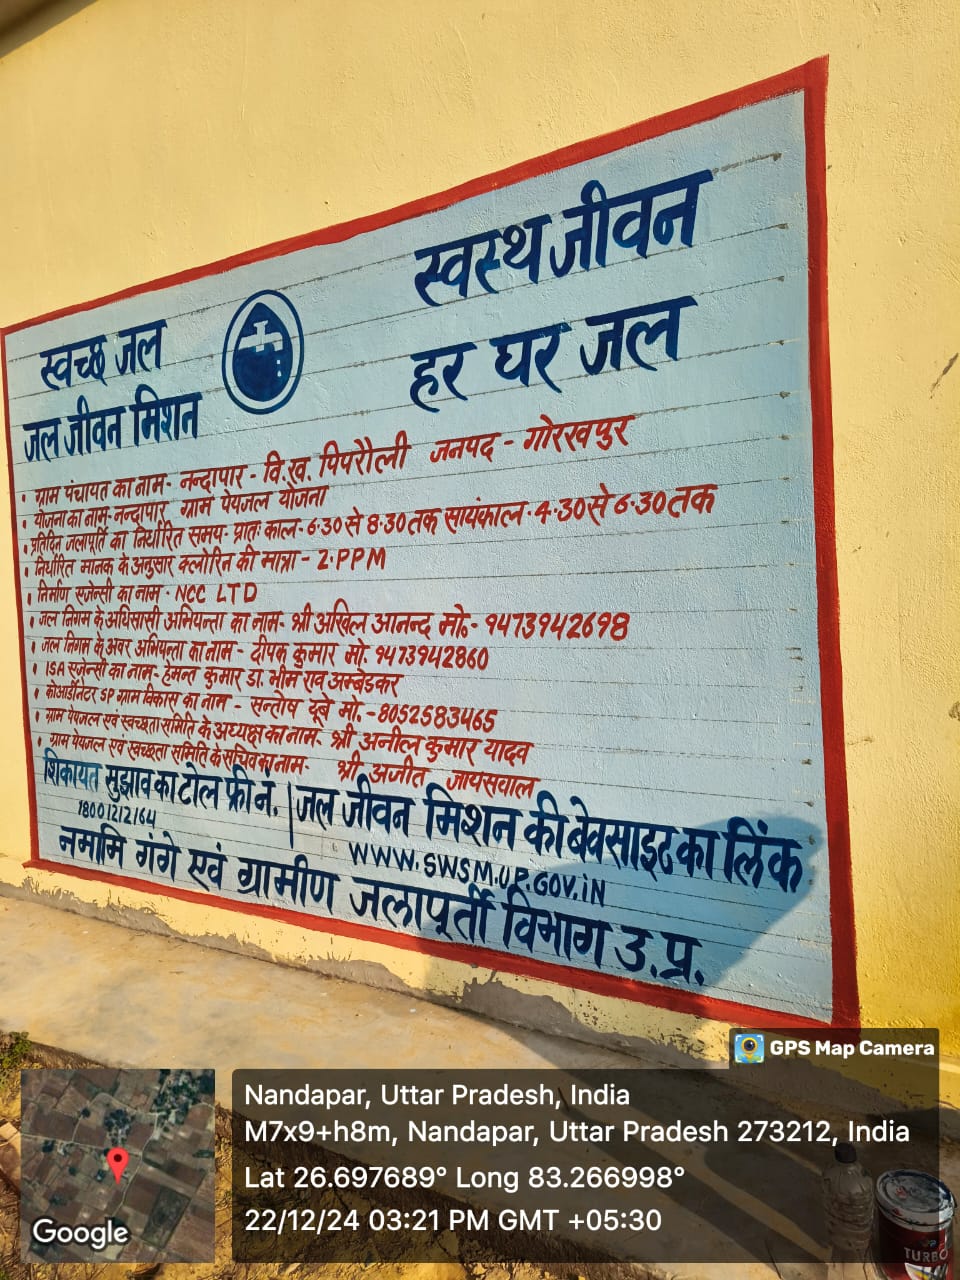 स्वच्छ जल
स्वस्थ जीवन
जल जीवन मिशन
हर घर जल
• ग्राम पंचायत का नाम- नन्दापार - वि.ख. पिपरौली जनपद - गोरखपुर
• योजना का नाम- नन्दापार ग्राम पेयजल योजना
• प्रतिदिन जलापूर्ति का निर्धारित समय- प्रातः काल- 6.30 से 8.30 तक सायंकाल- 4.30 से 6.30 तक
• निर्धारित मानक के अनुसार क्लोरिन की मात्रा - 2.PPM
• निर्माण एजेन्सी का नाम - NCC LTD
• जल निगम के अधिसासी अभियन्ता का नाम- श्री अखिल आनन्द मो.- 9473942698
• जल निगम के अवर अभियन्ता का नाम - दीपक कुमार मो. 9473942860
• ISA एजेन्सी का नाम- हेमन्त कुमार डा. भीम राव अम्बेडकर
• कोआर्डीनेटर SP ग्राम विकास का नाम - सन्तोष दूबे मो.-8052583465
• ग्राम पेयजल एवं स्वच्छता समिति के अध्यक्ष का नाम- श्री अनील कुमार यादव
• ग्राम पेयजल एवं स्वच्छता समिति के सचिव का नाम- श्री अजीत जायसवाल
शिकायत सुझाव का टोल फ्री नं. | जल जीवन मिशन की बेवसाइट का लिंक
18001212164
WWW.SWSM.UP.GOV.iN
नमामि गंगे एवं ग्रामीण जलापूर्ती विभाग उ.प्र.
GPS Map Camera
Nandapar, Uttar Pradesh, India
M7x9+h8m, Nandapar, Uttar Pradesh 273212, India
Lat 26.697689° Long 83.266998°
22/12/24 03:21 PM GMT +05:30
Google
TURBO